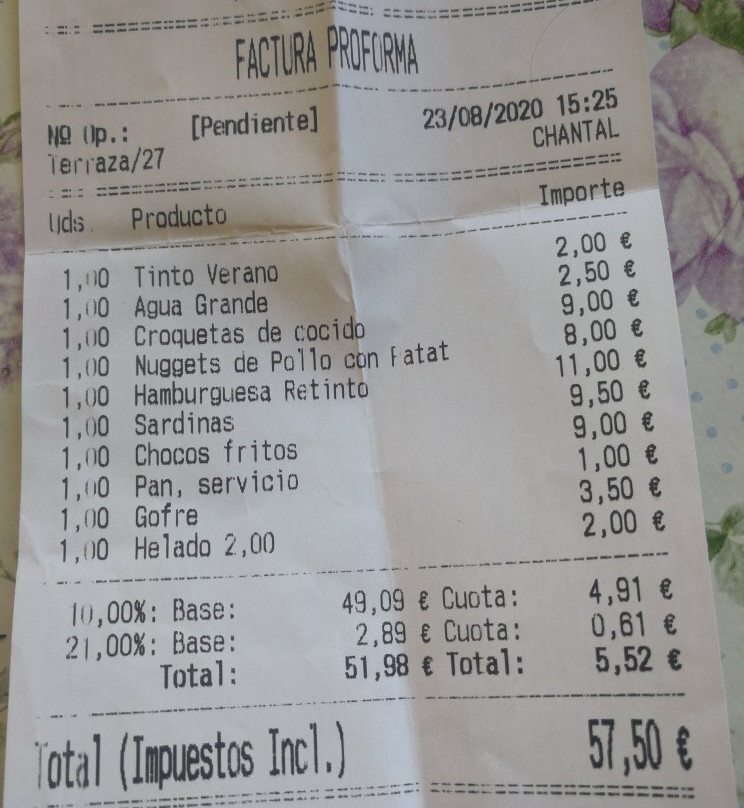 FACTURA PROFORMA
Nº Op.: [Pendiente] 23/08/2020 15:25
Terraza/27 CHANTAL
Uds. Producto Importe
1,00 Tinto Verano 2,00 €
1,00 Agua Grande 2,50 €
1,00 Croquetas de cocido 9,00 €
1,00 Nuggets de Pollo con Patat 8,00 €
1,00 Hamburguesa Retinto 11,00 €
1,00 Sardinas 9,50 €
1,00 Chocos fritos 9,00 €
1,00 Pan, servicio 1,00 €
1,00 Gofre 3,50 €
1,00 Helado 2,00 2,00 €
10,00%: Base: 49,09 € Cuota: 4,91 €
21,00%: Base: 2,89 € Cuota: 0,61 €
Total: 51,98 € Total: 5,52 €
Total (Impuestos Incl.) 57,50 €